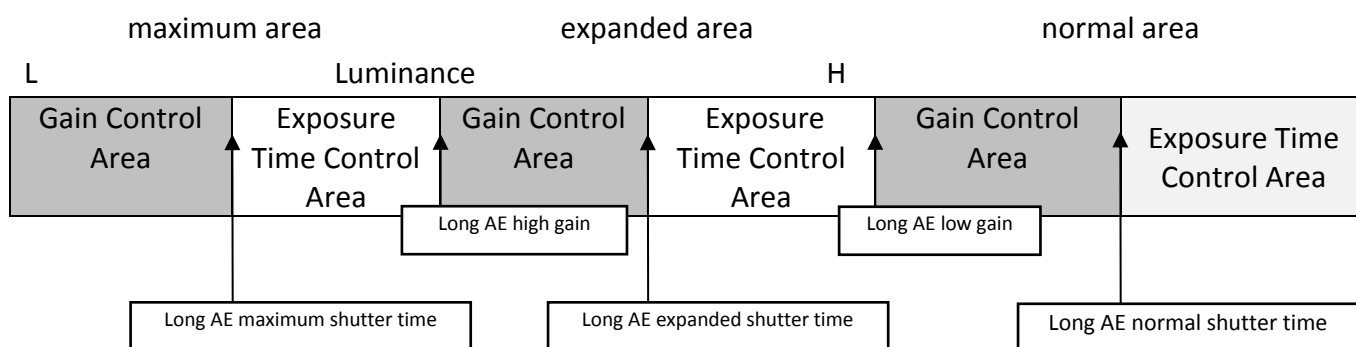 maximum area expanded area normal area
L Luminance H
Gain Control
Area
Exposure
Time Control
Area
Gain Control
Area
Exposure
Time Control
Area
Gain Control
Area
Exposure Time
Control Area
Long AE high gain
Long AE low gain
Long AE maximum shutter time
Long AE expanded shutter time
Long AE normal shutter time